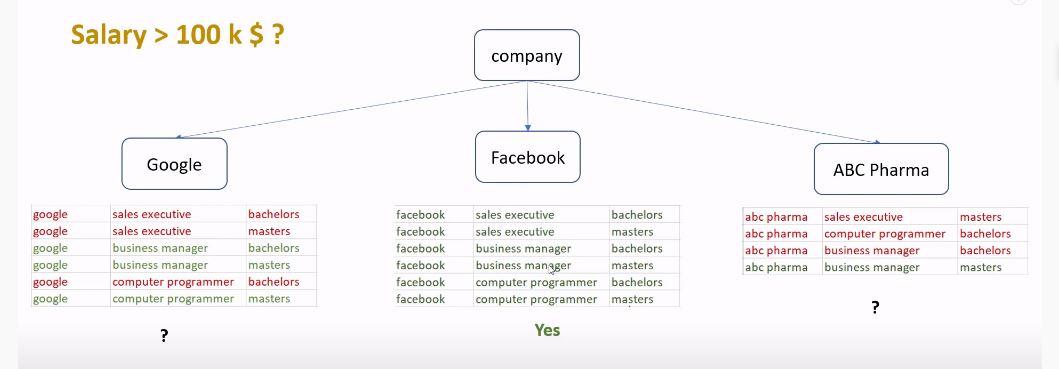 Salary > 100 k $ ?
company
Google
Facebook
ABC Pharma
google sales executive bachelors
google sales executive masters
google business manager bachelors
google business manager masters
google computer programmer bachelors
google computer programmer masters
?
facebook sales executive bachelors
facebook sales executive masters
facebook business manager bachelors
facebook business manager masters
facebook computer programmer bachelors
facebook computer programmer masters
Yes
abc pharma sales executive masters
abc pharma computer programmer bachelors
abc pharma business manager bachelors
abc pharma business manager masters
?